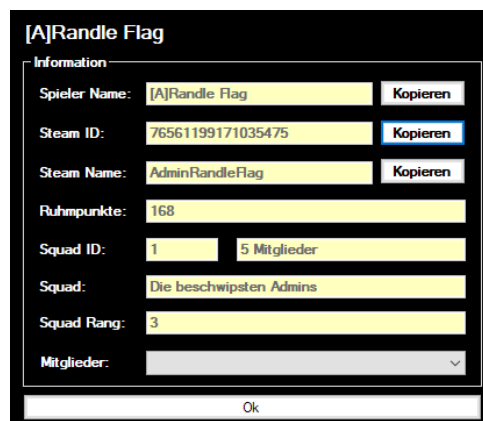 [A]Randle Flag
Information
Spieler Name: [A]Randle Flag Kopieren
Steam ID: 76561199171035475 Kopieren
Steam Name: AdminRandleFlag Kopieren
Ruhmpunkte: 168
Squad ID: 1 5 Mitglieder
Squad: Die beschwipsten Admins
Squad Rang: 3
Mitglieder:
Ok